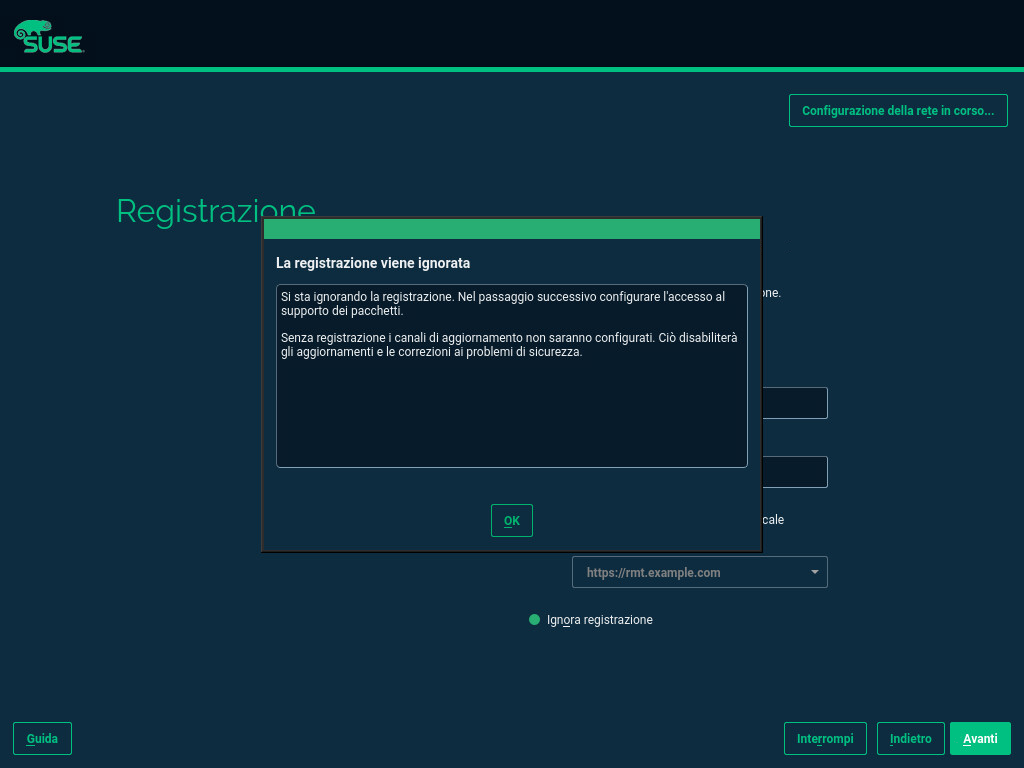 SUSE
Configurazione della rete in corso...
Registrazione
La registrazione viene ignorata
Si sta ignorando la registrazione. Nel passaggio successivo configurare l'accesso al
supporto dei pacchetti.
Senza registrazione i canali di aggiornamento non saranno configurati. Ciò disabiliterà
gli aggiornamenti e le correzioni ai problemi di sicurezza.
OK
https://rmt.example.com
Ignora registrazione
Guida
Interrompi
Indietro
Avanti